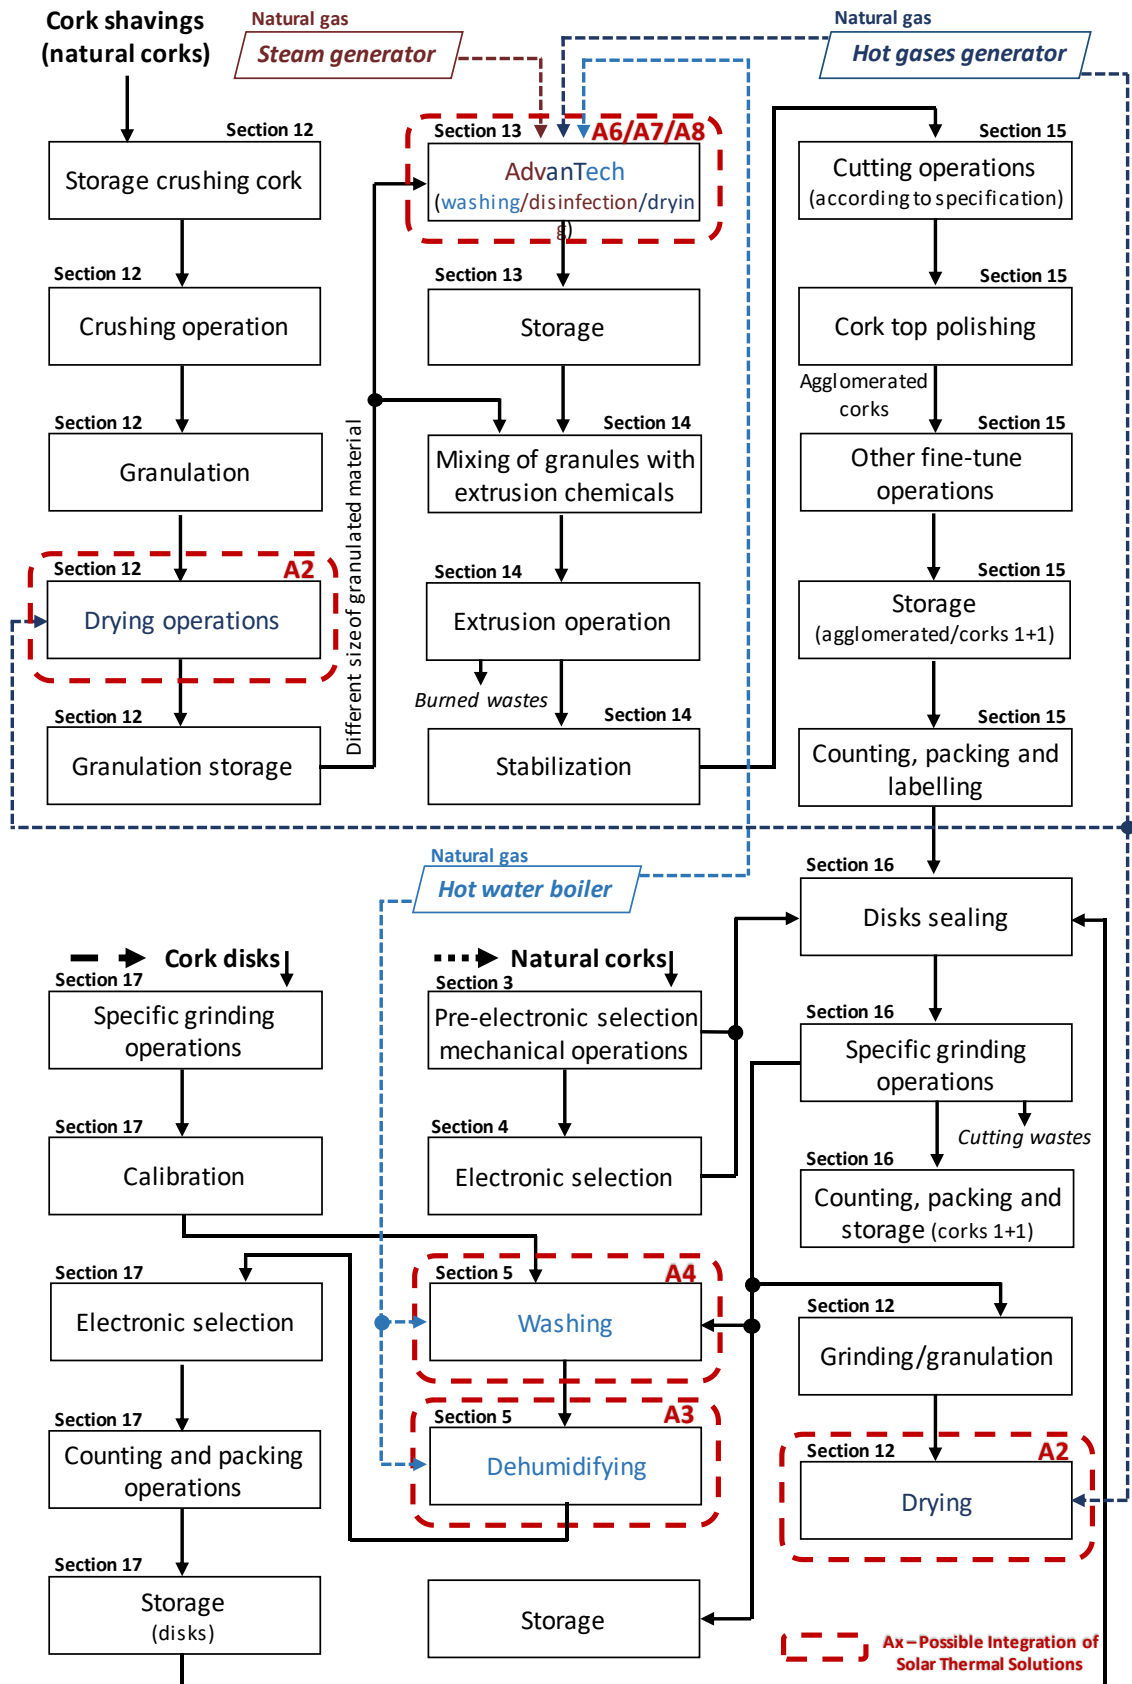 Cork shavings
(natural corks)
Natural gas
Steam generator
Natural gas
Hot gases generator
Section 12
Storage crushing cork
Section 12
Crushing operation
Section 12
Granulation
Section 12
A2
Drying operations
Section 12
Granulation storage
Different size of granulated material
Section 13
A6/A7/A8
AdvanTech
(washing/disinfection/dryin
g)
Section 13
Storage
Section 14
Mixing of granules with
extrusion chemicals
Section 14
Extrusion operation
Burned wastes
Section 14
Stabilization
Section 15
Cutting operations
(according to specification)
Section 15
Cork top polishing
Agglomerated
corks
Section 15
Other fine-tune
operations
Section 15
Storage
(agglomerated/corks 1+1)
Section 15
Counting, packing and
labelling
Natural gas
Hot water boiler
Section 16
Disks sealing
Cork disks
Section 17
Specific grinding
operations
Section 17
Calibration
Section 17
Electronic selection
Section 17
Counting and packing
operations
Section 17
Storage
(disks)
Natural corks
Section 3
Pre-electronic selection
mechanical operations
Section 4
Electronic selection
Section 5
A4
Washing
Section 5
A3
Dehumidifying
Storage
Section 16
Specific grinding
operations
Cutting wastes
Section 16
Counting, packing and
storage (corks 1+1)
Section 12
Grinding/granulation
Section 12
A2
Drying
Ax – Possible Integration of
Solar Thermal Solutions